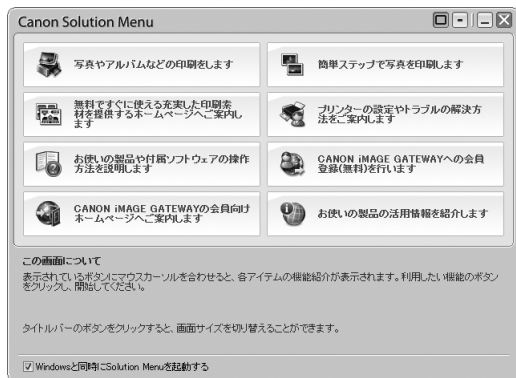 Canon Solution Menu
写真やアルバムなどの印刷をします
簡単ステップで写真を印刷します
無料ですぐに使える充実した印刷素
材を提供するホームページへご案内し
ます
プリンターの設定やトラブルの解決方
法をご案内します
お使いの製品や付属ソフトウェアの操作
方法を説明します
CANON iMAGE GATEWAYへの会員
登録(無料)を行います
CANON iMAGE GATEWAYの会員向け
ホームページへご案内します
お使いの製品の活用情報を紹介します
この画面について
表示されているボタンにマウスカーソルを合わせると、各アイテムの機能紹介が表示されます。利用したい機能のボタン
をクリックし、開始してください。
タイトルバーのボタンをクリックすると、画面サイズを切り替えることができます。
Windowsと同時にSolution Menuを起動する